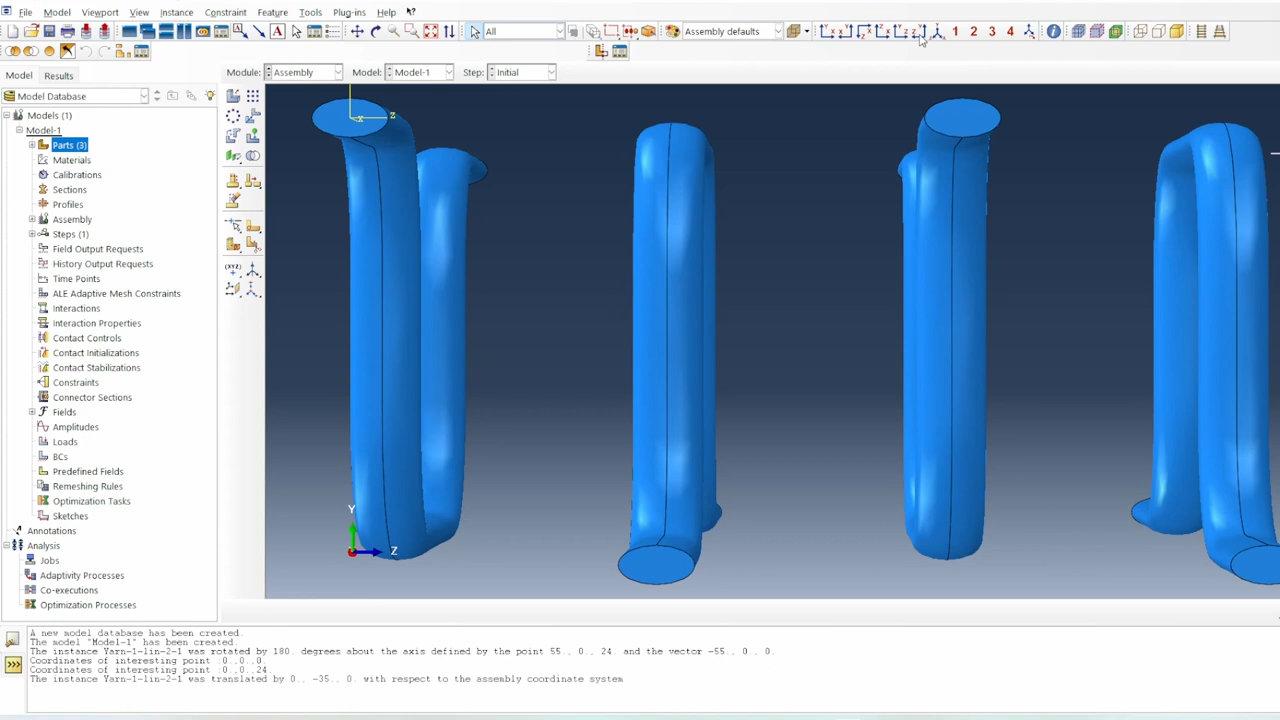 File Model Viewport View Instance Constraint Feature Tools Plug-ins Help
All Assembly defaults 1 2 3 4
Model Results Module: Assembly Model: Model-1 Step: Initial
Model Database
Models (1)
Model-1
Parts (3)
Materials
Calibrations
Sections
Profiles
Assembly
Steps (1)
Field Output Requests
History Output Requests
Time Points
ALE Adaptive Mesh Constraints
Interactions
Interaction Properties
Contact Controls
Contact Initializations
Contact Stabilizations
Constraints
Connector Sections
Fields
Amplitudes
Loads
BCs
Predefined Fields
Remeshing Rules
Optimization Tasks
Sketches
Annotations
Analysis
Jobs
Adaptivity Processes
Co-executions
Optimization Processes
(XYZ)
x z
Y
Z
A new model database has been created.
The model "Model-1" has been created.
The instance Yarn-1-lin-2-1 was rotated by 180. degrees about the axis defined by the point 55., 0., 24. and the vector -55., 0., 0.
Coordinates of interesting point :0.,0.,0.
Coordinates of interesting point :0.,0.,24
The instance Yarn-1-lin-2-1 was translated by 0., -35., 0. with respect to the assembly coordinate system